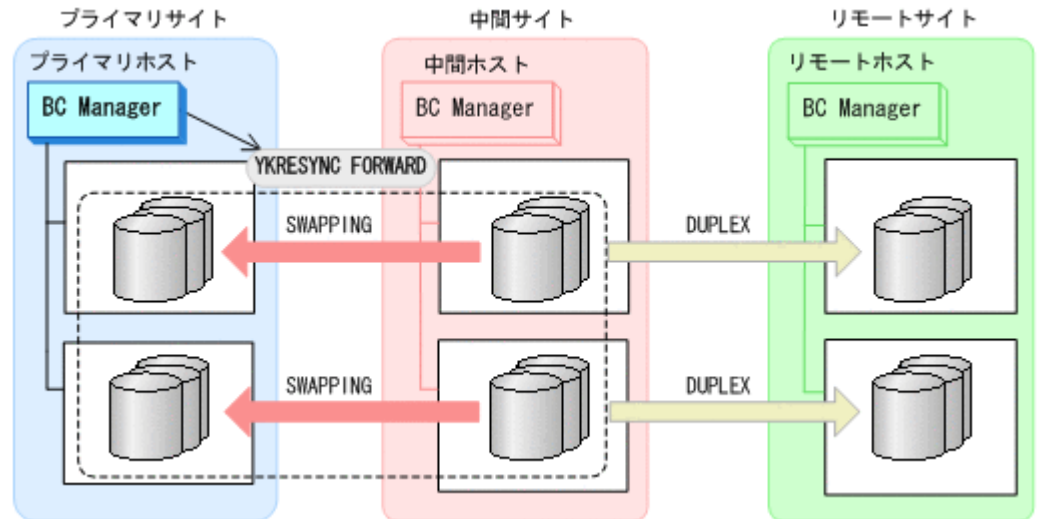 プライマリサイト
中間サイト
リモートサイト
プライマリホスト
中間ホスト
リモートホスト
BC Manager
BC Manager
BC Manager
YKRESYNC FORWARD
SWAPPING
DUPLEX
SWAPPING
DUPLEX